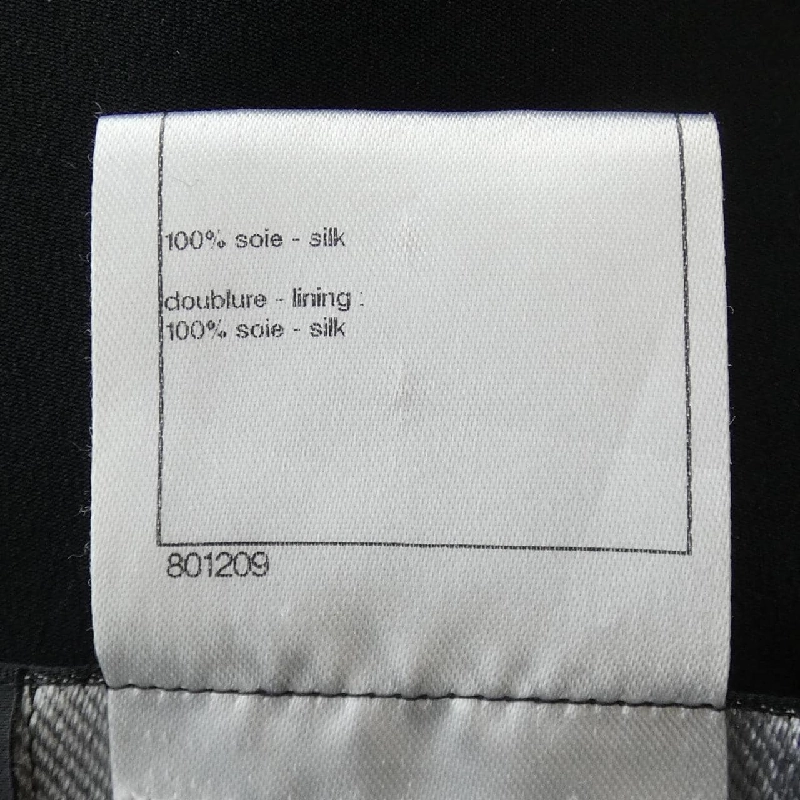 100% soie - silk
doublure - lining :
100% soie - silk
801209